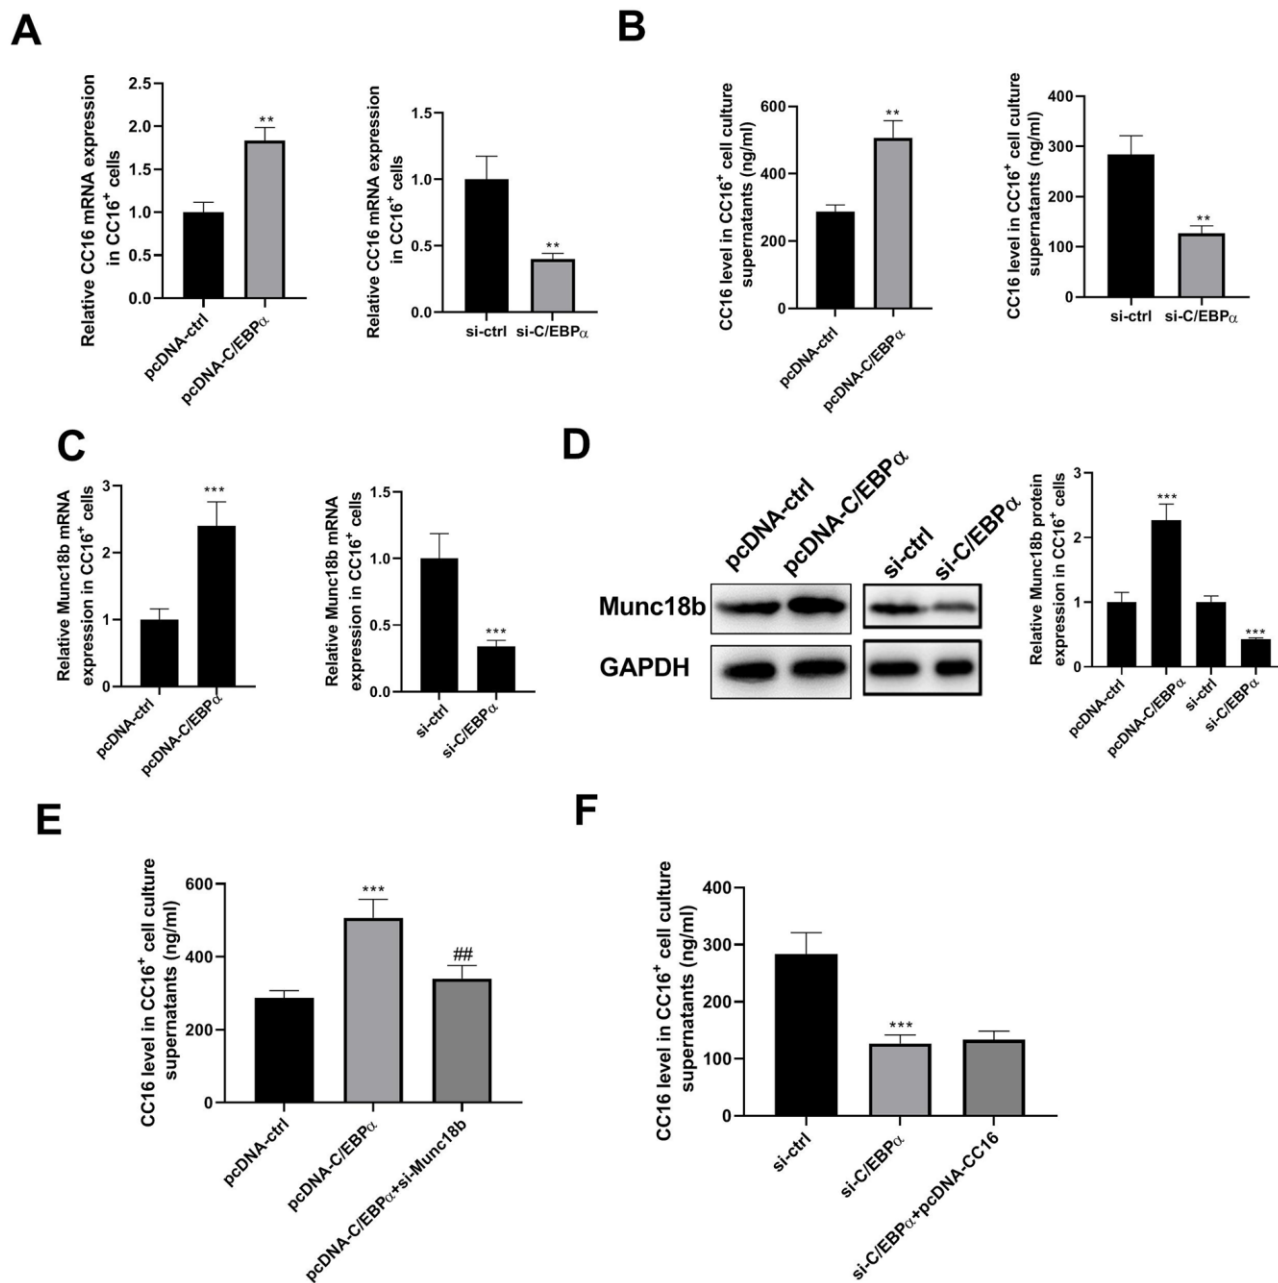 A
Relative CC16 mRNA expression
in CC16⁺ cells
2.5
2.0
1.5
1.0
0.5
0.0
**
pcDNA-ctrl
pcDNA-C/EBPα
Relative CC16 mRNA expression
in CC16⁺ cells
1.5
1.0
0.5
0.0
**
si-ctrl
si-C/EBPα
B
CC16 level in CC16⁺ cell culture
supernatants (ng/ml)
600
400
200
0
**
pcDNA-ctrl
pcDNA-C/EBPα
CC16 level in CC16⁺ cell culture
supernatants (ng/ml)
400
300
200
100
0
**
si-ctrl
si-C/EBPα
C
Relative Munc18b mRNA
expression in CC16⁺ cells
3
2
1
0
***
pcDNA-ctrl
pcDNA-C/EBPα
Relative Munc18b mRNA
expression in CC16⁺ cells
1.5
1.0
0.5
0.0
***
si-ctrl
si-C/EBPα
D
pcDNA-ctrl
pcDNA-C/EBPα
si-ctrl
si-C/EBPα
Munc18b
GAPDH
Relative Munc18b protein
expression in CC16⁺ cells
3
2
1
0
***
***
pcDNA-ctrl
pcDNA-C/EBPα
si-ctrl
si-C/EBPα
E
CC16 level in CC16⁺ cell culture
supernatants (ng/ml)
600
400
200
0
***
##
pcDNA-ctrl
pcDNA-C/EBPα
pcDNA-C/EBPα+si-Munc18b
F
CC16 level in CC16⁺ cell culture
supernatants (ng/ml)
400
300
200
100
0
***
si-ctrl
si-C/EBPα
si-C/EBPα+pcDNA-CC16